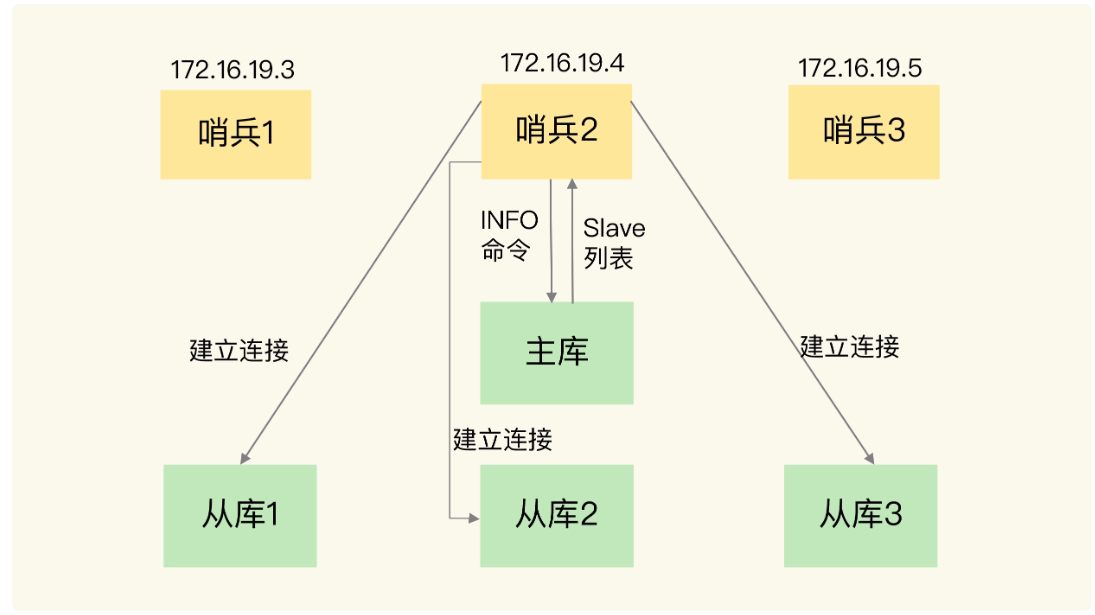 172.16.19.3
172.16.19.4
172.16.19.5
哨兵1
哨兵2
哨兵3
INFO
命令
Slave
列表
主库
建立连接
建立连接
建立连接
从库1
从库2
从库3